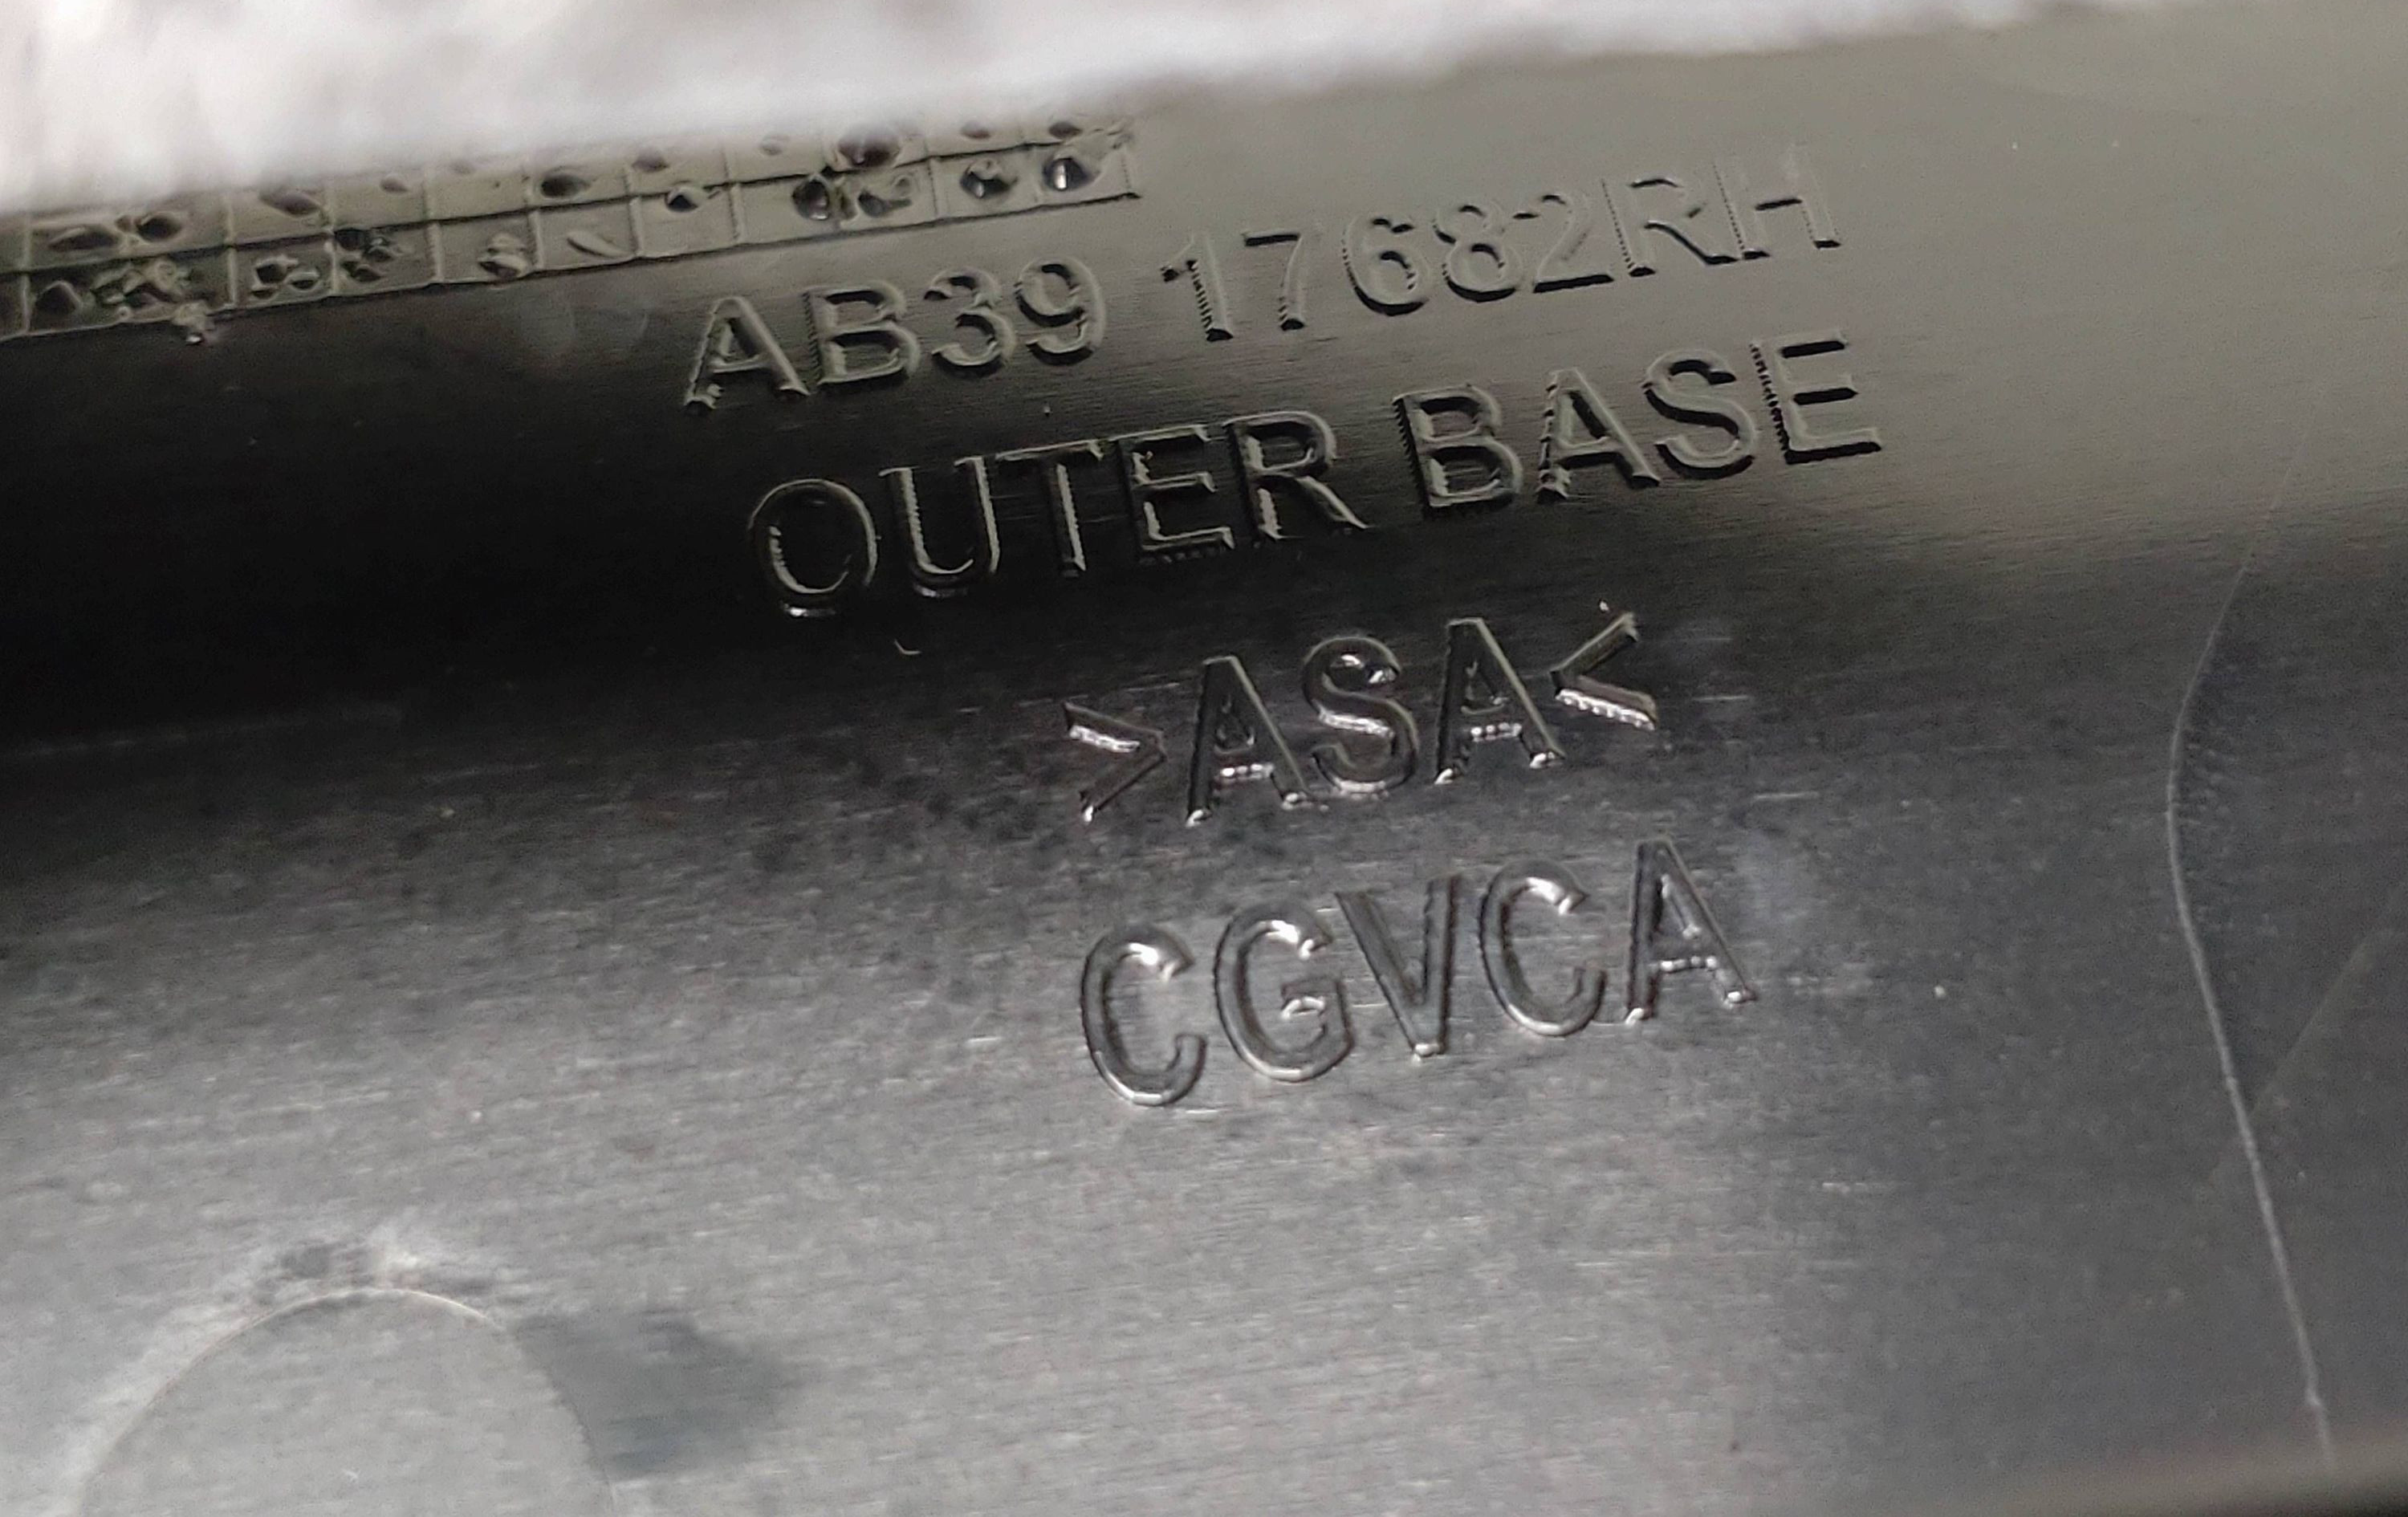 AB39 17682RH
OUTER BASE
>ASA<
CGVCA